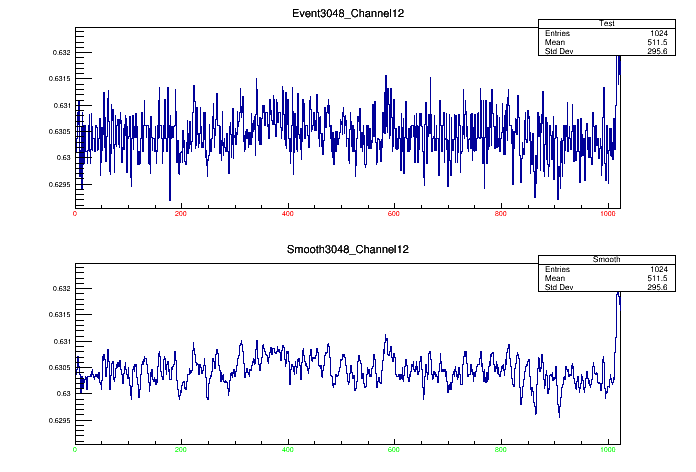 Event3048_Channel12
Test
Entries 1024
Mean 511.5
Std Dev 295.6
0.632
0.6315
0.631
0.6305
0.63
0.6295
0 200 400 600 800 1000
Smooth3048_Channel12
Smooth
Entries 1024
Mean 511.5
Std Dev 295.6
0.632
0.6315
0.631
0.6305
0.63
0.6295
0 200 400 600 800 1000